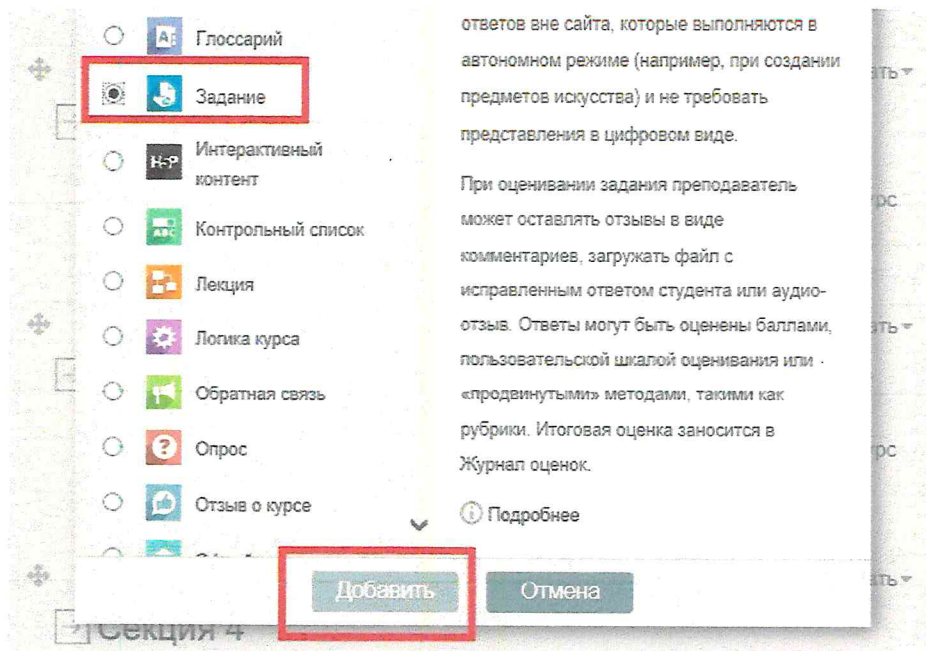 Глоссарий
Задание
Интерактивный
контент
Контрольный список
Лекция
Логика курса
Обратная связь
Опрос
Отзыв о курсе
ответов вне сайта, которые выполняются в
автономном режиме (например, при создании
предметов искусства) и не требовать
представления в цифровом виде.
При оценивании задания преподаватель
может оставлять отзывы в виде
комментариев, загружать файл с
исправленным ответом студента или аудио-
отзыв. Ответы могут быть оценены баллами,
пользовательской шкалой оценивания или
«продвинутыми» методами, такими как
рубрики. Итоговая оценка заносится в
Журнал оценок.
Подробнее
Добавить
Отмена
Секция 4